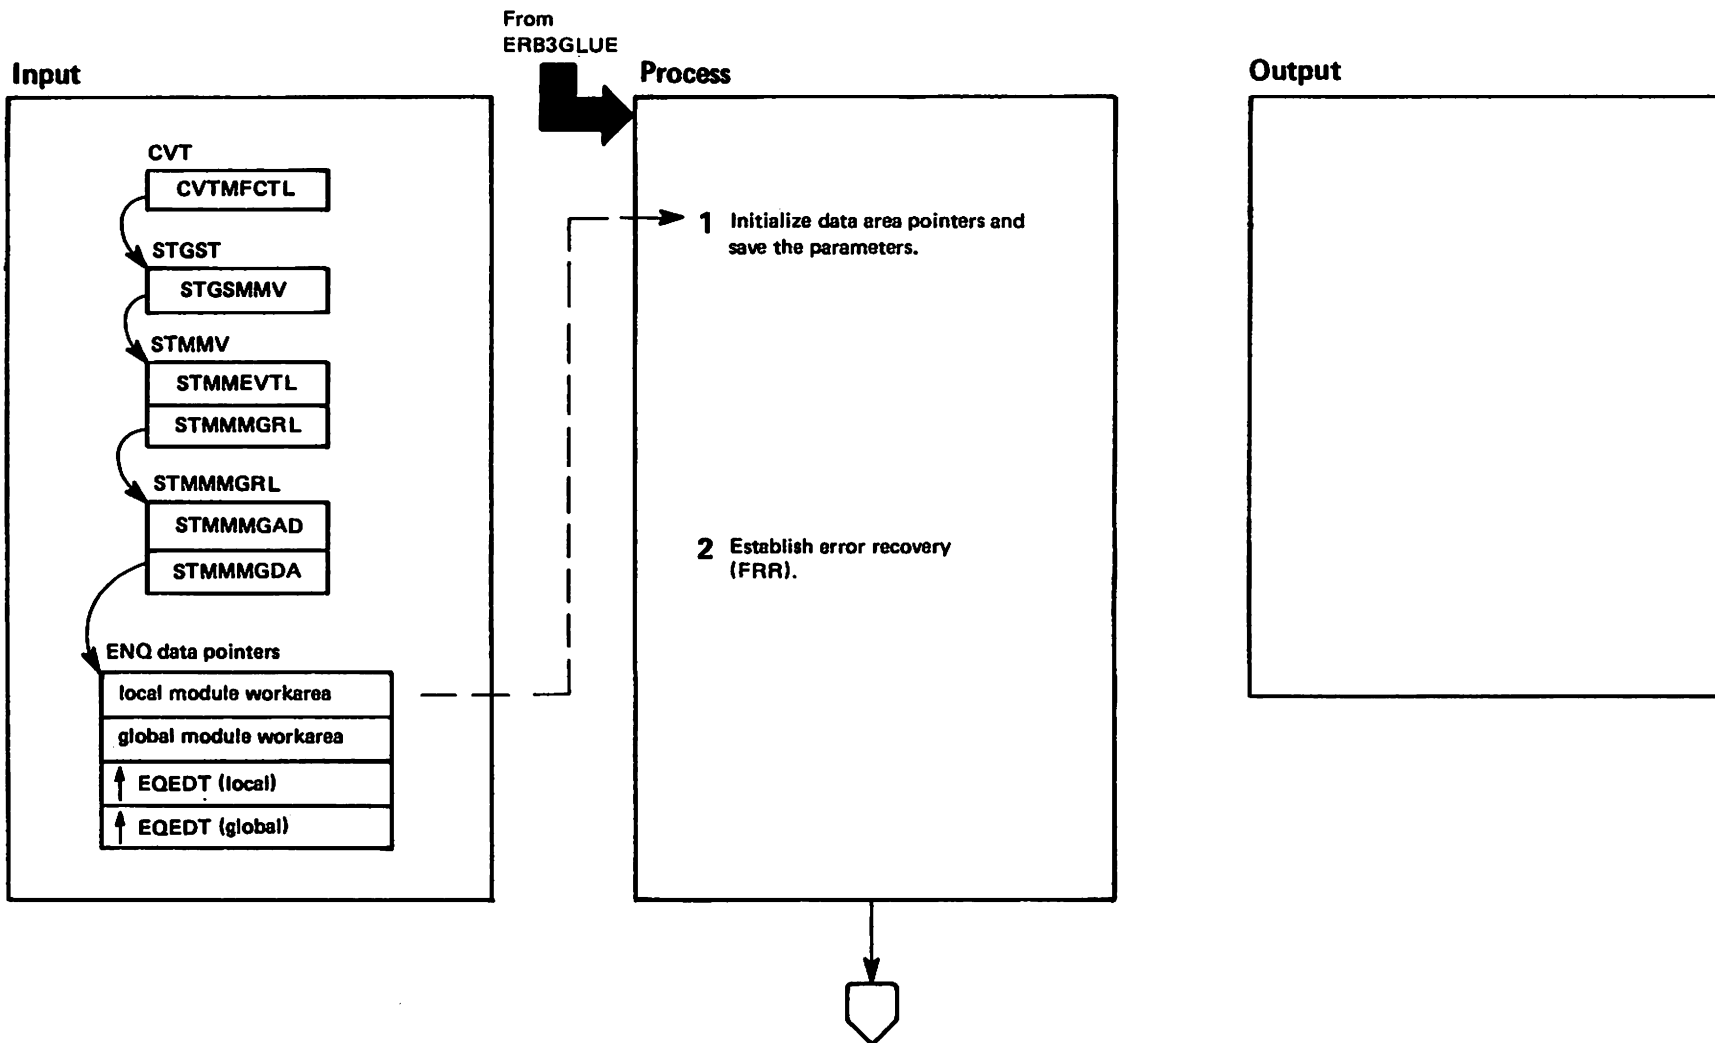 From
ERB3GLUE
Input
Process
Output
CVT
CVTMFCTL
STGST
STGSMMV
STMMV
STMMEVTL
STMMMGRL
STMMMGRL
STMMMGAD
STMMMGDA
ENQ data pointers
local module workarea
global module workarea
EQEDT (local)
EQEDT (global)
1 Initialize data area pointers and
save the parameters.
2 Establish error recovery
(FRR).